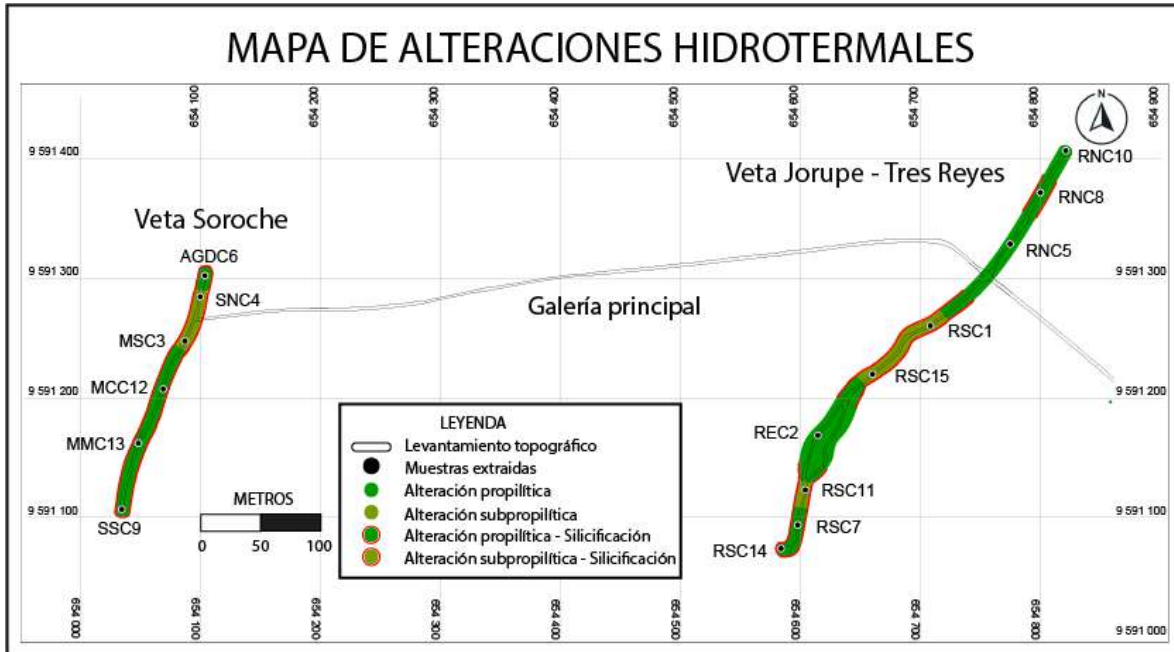 MAPA DE ALTERACIONES HIDROTERMALES
654 100
654 200
654 300
654 400
654 500
654 600
654 700
654 800
654 900
N
9 591 400
RNC10
Veta Jorupe - Tres Reyes
RNC8
Veta Soroche
RNC5
AGDC6
9 591 300
SNC4
Galería principal
RSC1
MSC3
RSC15
MCC12
9 591 200
LEYENDA
Levantamiento topográfico
Muestras extraidas
Alteración propilítica
Alteración subpropilítica
Alteración propilítica - Silicificación
Alteración subpropilítica - Silicificación
REC2
MMC13
RSC11
METROS
0 50 100
9 591 100
9 591 100
SSC9
RSC7
RSC14
9 591 300
9 591 200
9 591 000
654 000
654 100
654 200
654 300
654 400
654 500
654 600
654 700
654 800